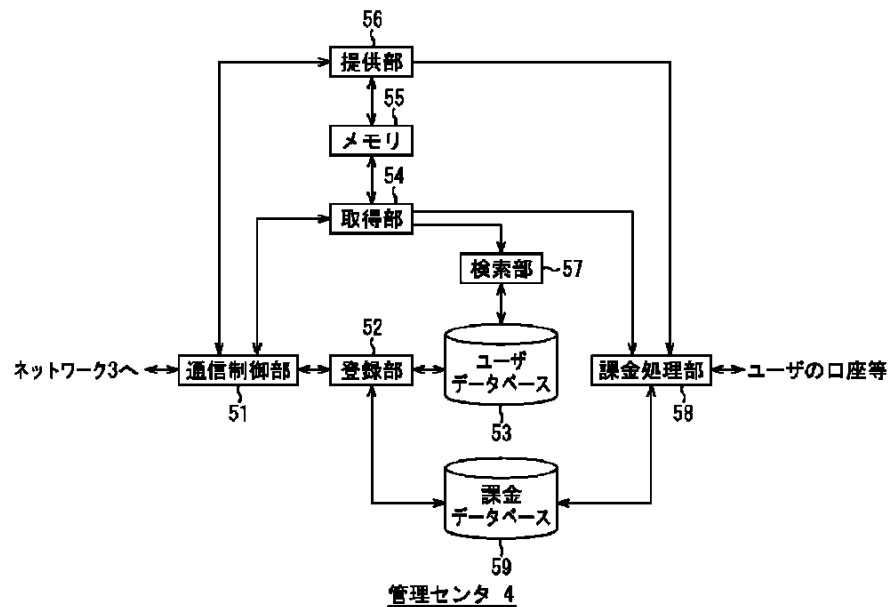 56
提供部
55
メモリ
54
取得部
検索部
57
52
ネットワーク3へ
通信制御部
登録部
ユーザ
データベース
課金処理部
ユーザの口座等
51
53
58
課金
データベース
59
管理センタ 4